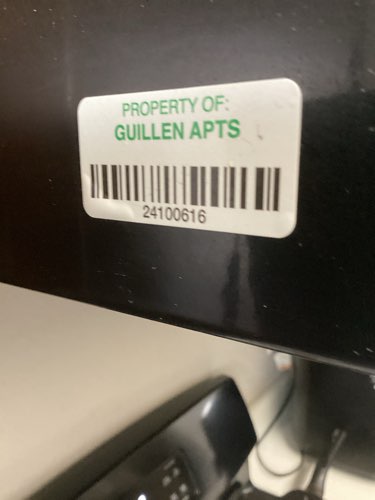 PROPERTY OF:
GUILLEN APTS
24100616